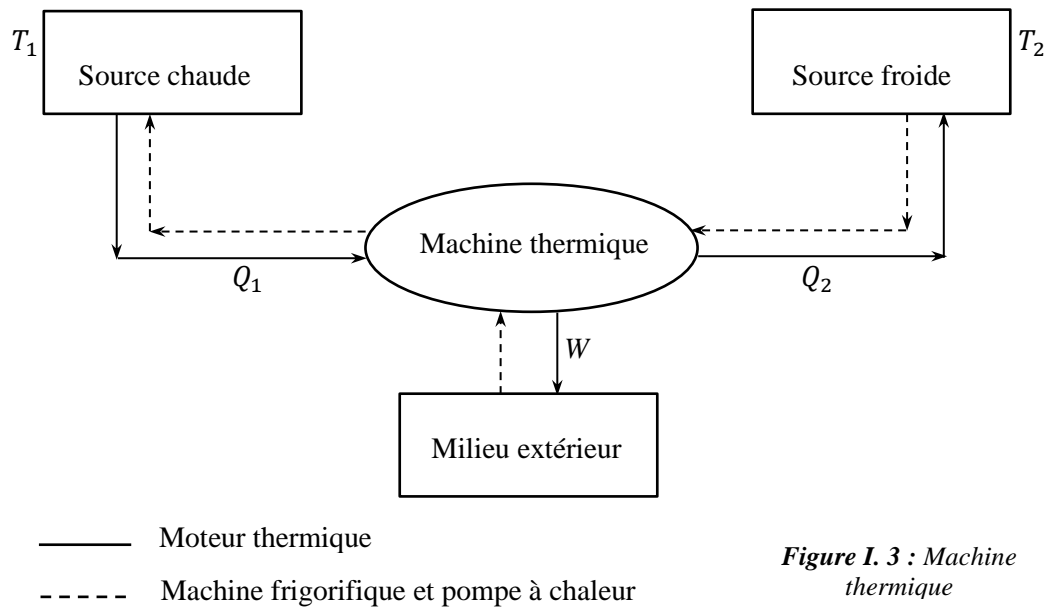 T₁
Source chaude
Source froide
T₂
Machine thermique
Q₁
Q₂
W
Milieu extérieur
Moteur thermique
Machine frigorifique et pompe à chaleur
Figure I. 3 : Machine
thermique